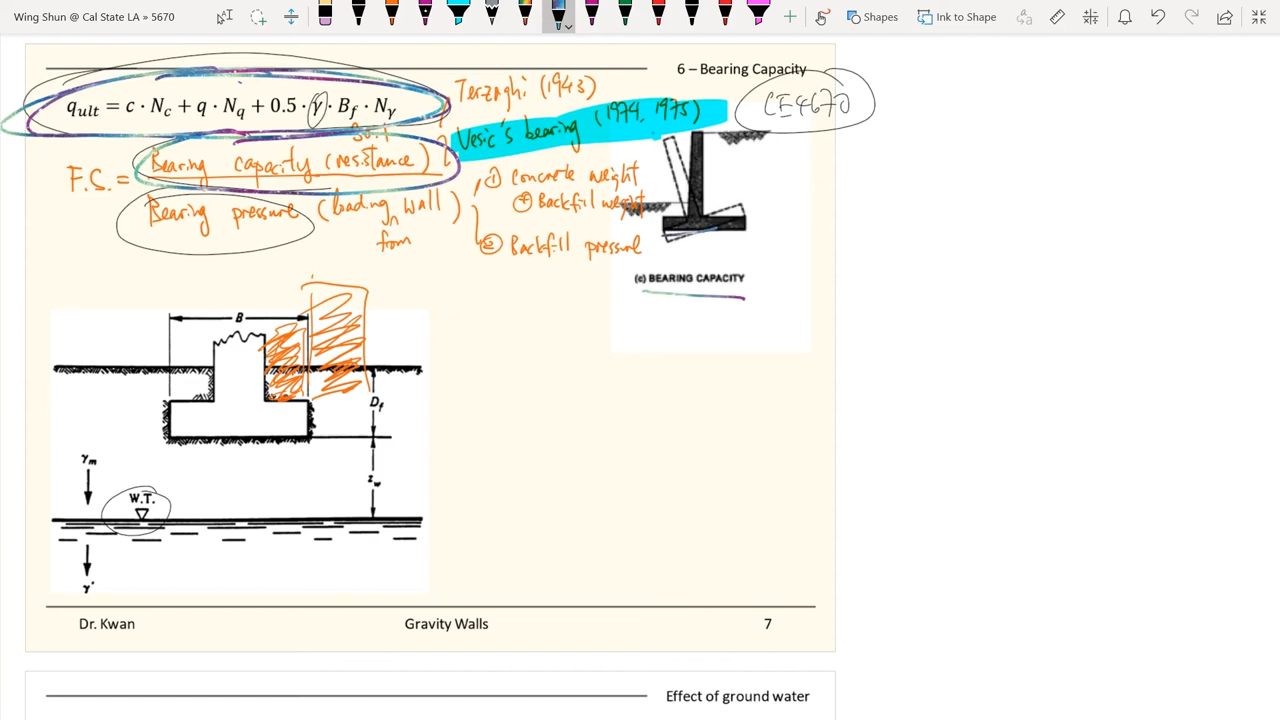 Wing Shun @ Cal State LA » 5670
Shapes
Ink to Shape
6 – Bearing Capacity
CE4670
q_ult = c · N_c + q · N_q + 0.5 · γ · B_f · N_γ
Terzaghi (1943)
Vesic's bearing (1974, 1975)
Soil
F.S. = Bearing capacity (resistance)
Bearing pressure (loading wall)
from
① Concrete weight
⊕ Backfill weight
② Backfill pressure
(c) BEARING CAPACITY
B
D_f
γ_m
z_w
W.T.
γ'
Dr. Kwan
Gravity Walls
7
Effect of ground water